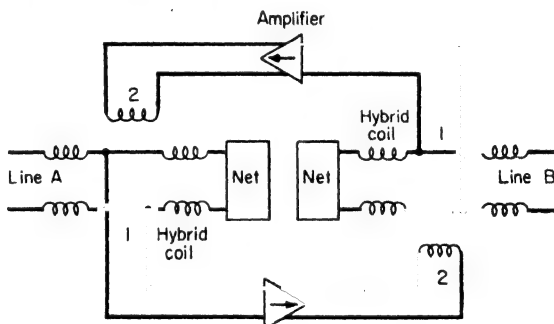 Amplifier
2
Hybrid
coil
1
Line A
Net
Net
Line B
1
Hybrid
coil
2